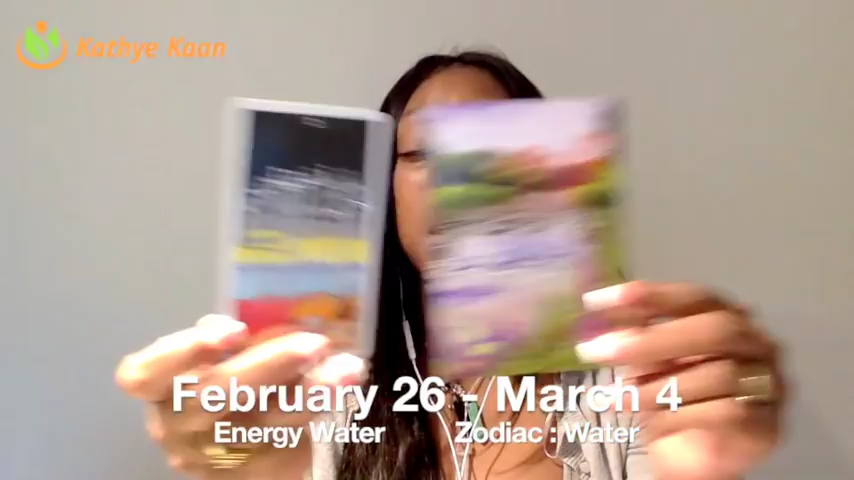 Kathye Kaan
February 26 - March 4
Energy Water
Zodiac : Water